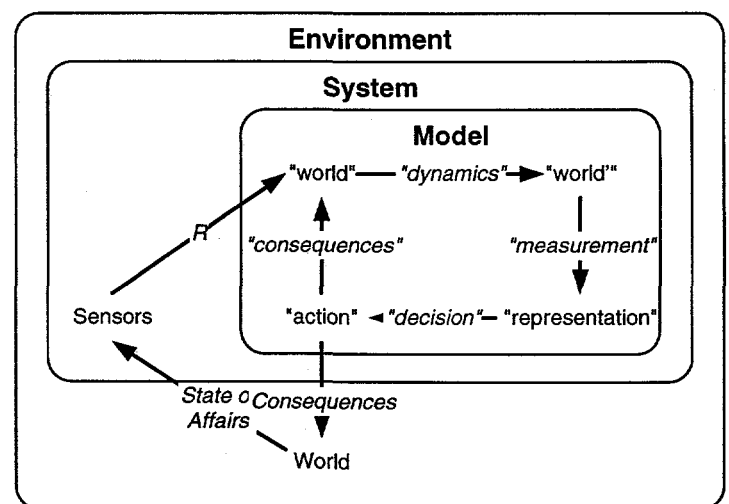 Environment
System
Model
"world" "dynamics" "world'"
R
"consequences" "measurement"
Sensors "action" "decision" "representation"
State o Consequences
Affairs
World